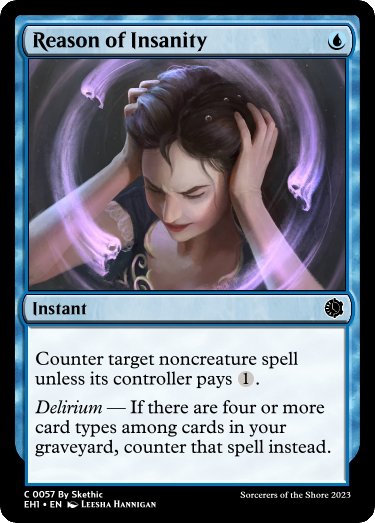 Reason of Insanity
Instant
Counter target noncreature spell
unless its controller pays 1.
Delirium — If there are four or more
card types among cards in your
graveyard, counter that spell instead.
C 0057 By Skethic
EH1 • EN Leesha Hannigan
Sorcerers of the Shore 2023